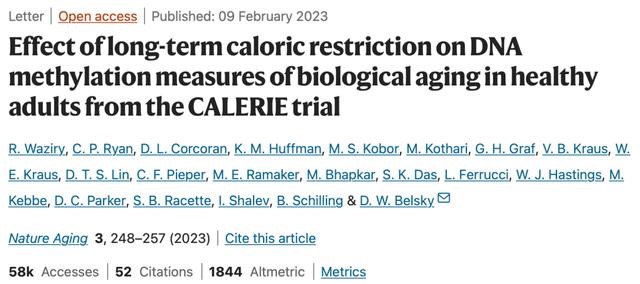 Letter | Open access | Published: 09 February 2023
Effect of long-term caloric restriction on DNA
methylation measures of biological aging in healthy
adults from the CALERIE trial
R. Waziry, C. P. Ryan, D. L. Corcoran, K. M. Huffman, M. S. Kobor, M. Kothari, G. H. Graf, V. B. Kraus, W.
E. Kraus, D. T. S. Lin, C. F. Pieper, M. E. Ramaker, M. Bhapkar, S. K. Das, L. Ferrucci, W. J. Hastings, M.
Kebbe, D. C. Parker, S. B. Racette, I. Shalev, B. Schilling & D. W. Belsky
Nature Aging 3, 248–257 (2023) | Cite this article
58k Accesses | 52 Citations | 1844 Altmetric | Metrics